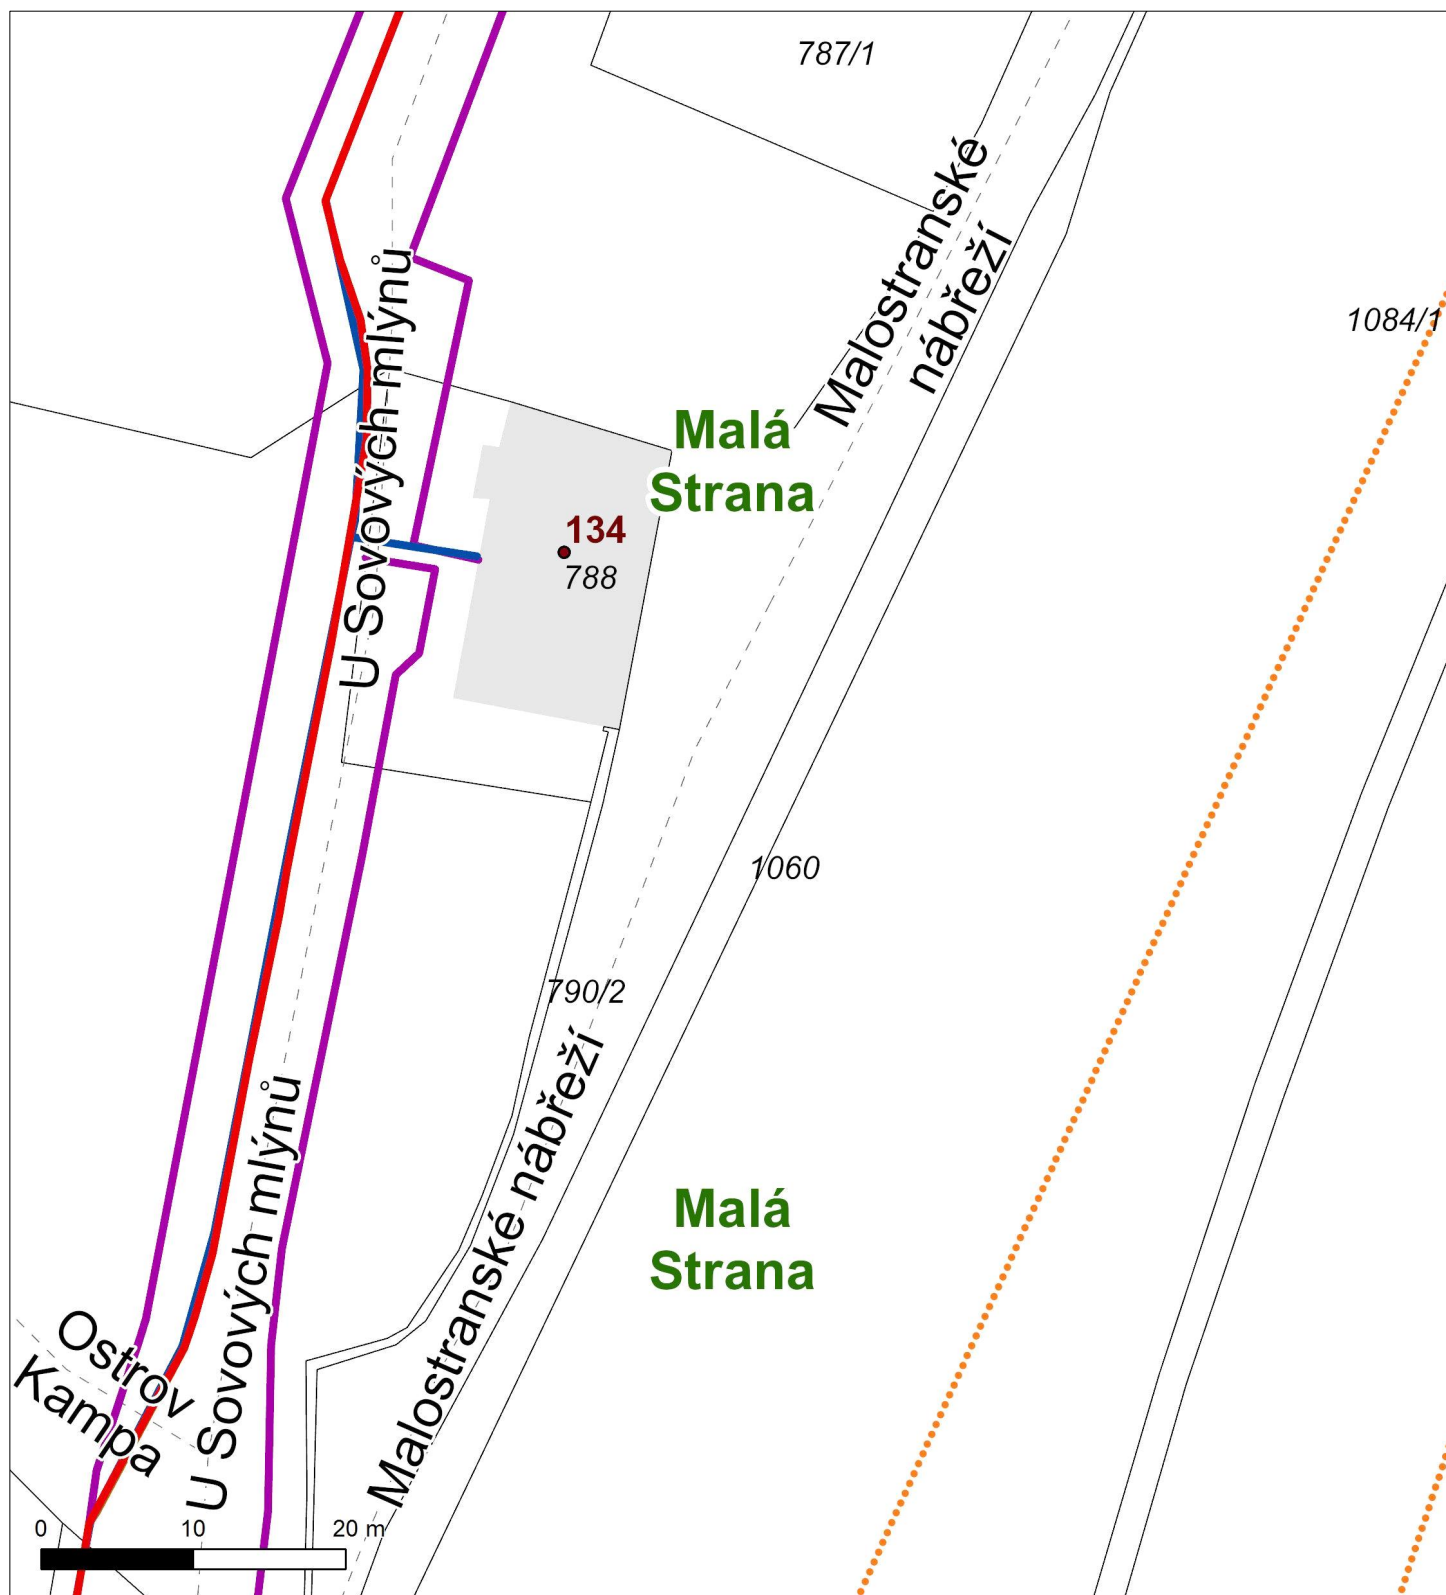 787/1
Malostranské
nábřeží
1084/1
U Sovových mlýnů
Malá
Strana
134
788
1060
790/2
Malostranské nábřeží
U Sovových mlýnů
Malá
Strana
Ostrov
Kampa
0 10 20 m